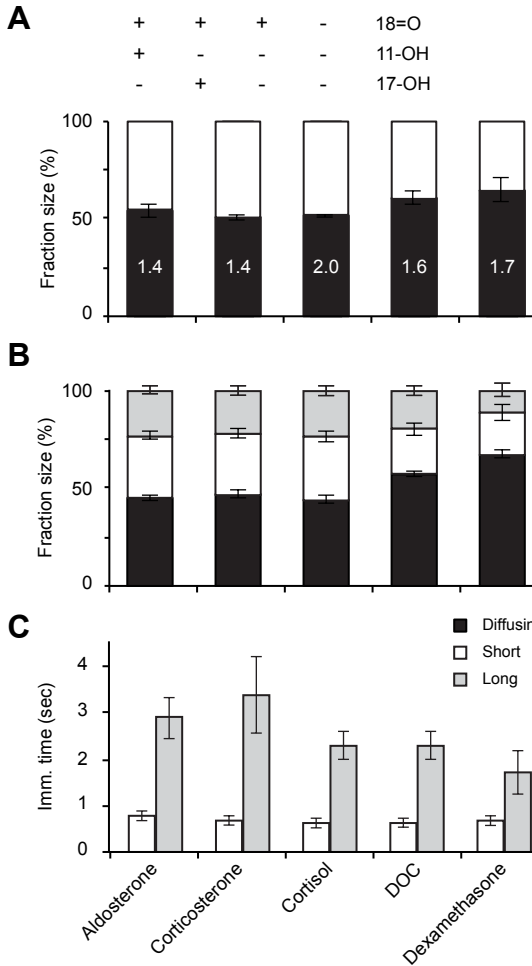 A
+ + + - 18=O
+ - - - 11-OH
- + - - 17-OH
Fraction size (%)
100
50
0
1.4 1.4 2.0 1.6 1.7
B
Fraction size (%)
100
50
0
C
Diffusin
Short
Long
Imm. time (sec)
4
3
2
1
0
Aldosterone
Corticosterone
Cortisol
DOC
Dexamethasone